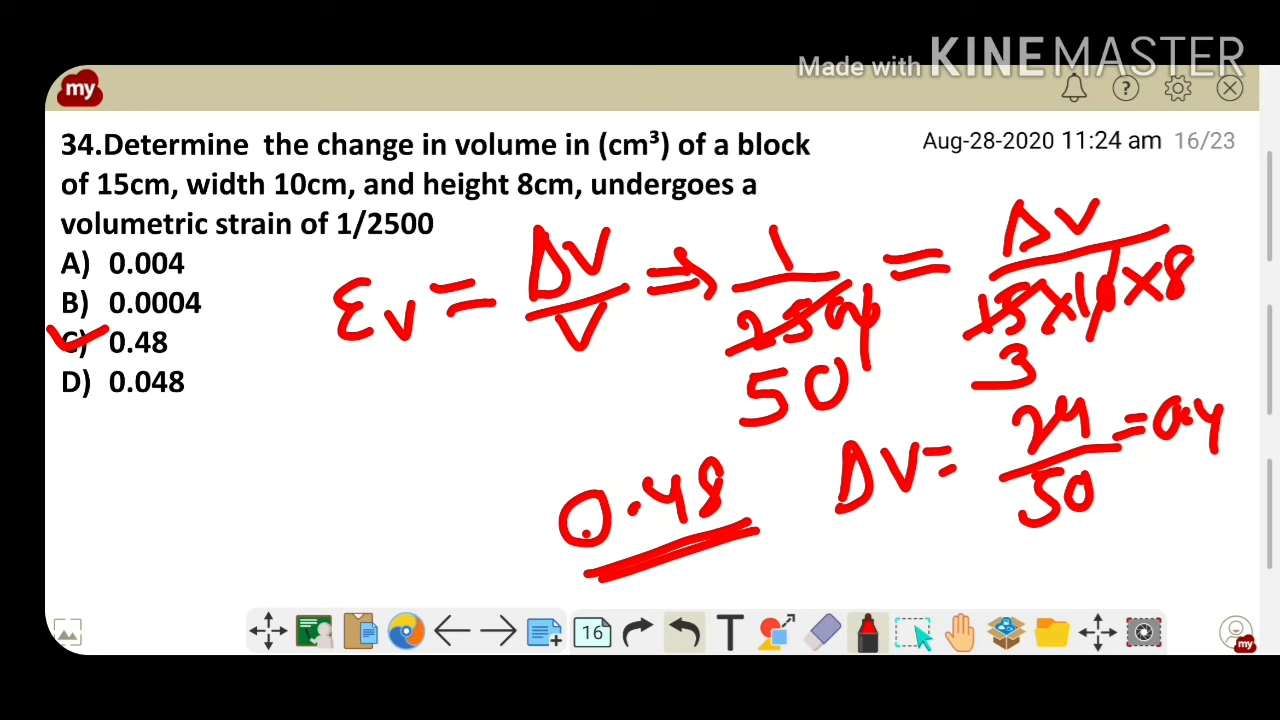 Made with KINEMASTER
my
34.Determine the change in volume in (cm³) of a block
of 15cm, width 10cm, and height 8cm, undergoes a
volumetric strain of 1/2500
Aug-28-2020 11:24 am 16/23
A) 0.004
B) 0.0004
C) 0.48
D) 0.048
εv = ΔV/V ⇒ 1/2500 = ΔV/15×10×8
50
3
ΔV = 24/50 = 0.4
0.48
?
16
T
my